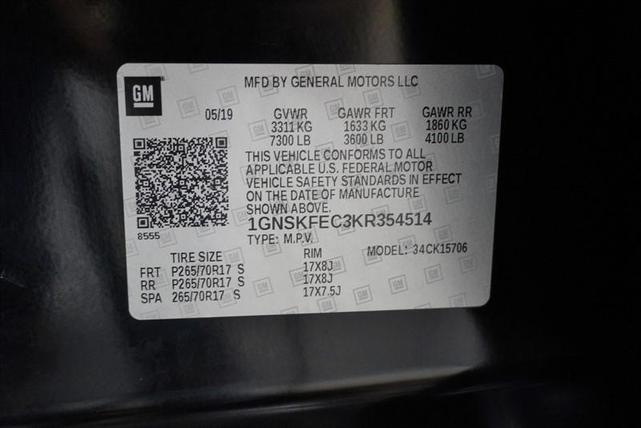 GM
MFD BY GENERAL MOTORS LLC
05/19 GVWR GAWR FRT GAWR RR
3311 KG 1633 KG 1860 KG
7300 LB 3600 LB 4100 LB
THIS VEHICLE CONFORMS TO ALL
APPLICABLE U.S. FEDERAL MOTOR
VEHICLE SAFETY STANDARDS IN EFFECT
ON THE DATE OF MANUFACTURE
SHOWN ABOVE.
8555
1GNSKFEC3KR354514
TYPE: M.P.V. MODEL: 34CK15706
TIRE SIZE RIM
FRT P265/70R17 S 17X8J
RR P265/70R17 S 17X8J
SPA 265/70R17 S 17X7.5J